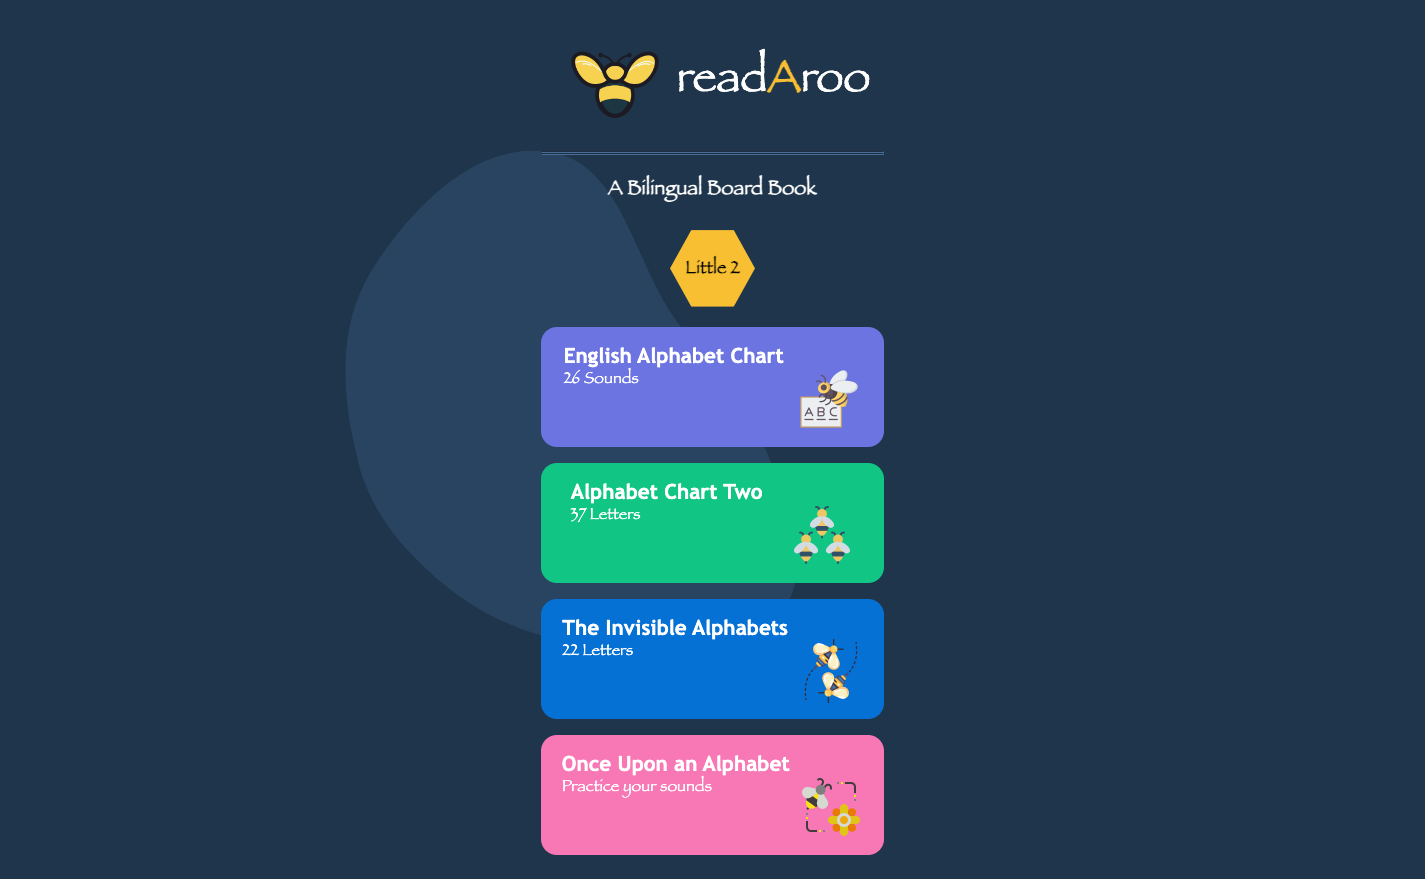 readAroo
A Bilingual Board Book
Little 2
English Alphabet Chart
26 Sounds
ABC
Alphabet Chart Two
37 Letters
The Invisible Alphabets
22 Letters
Once Upon an Alphabet
Practice your sounds